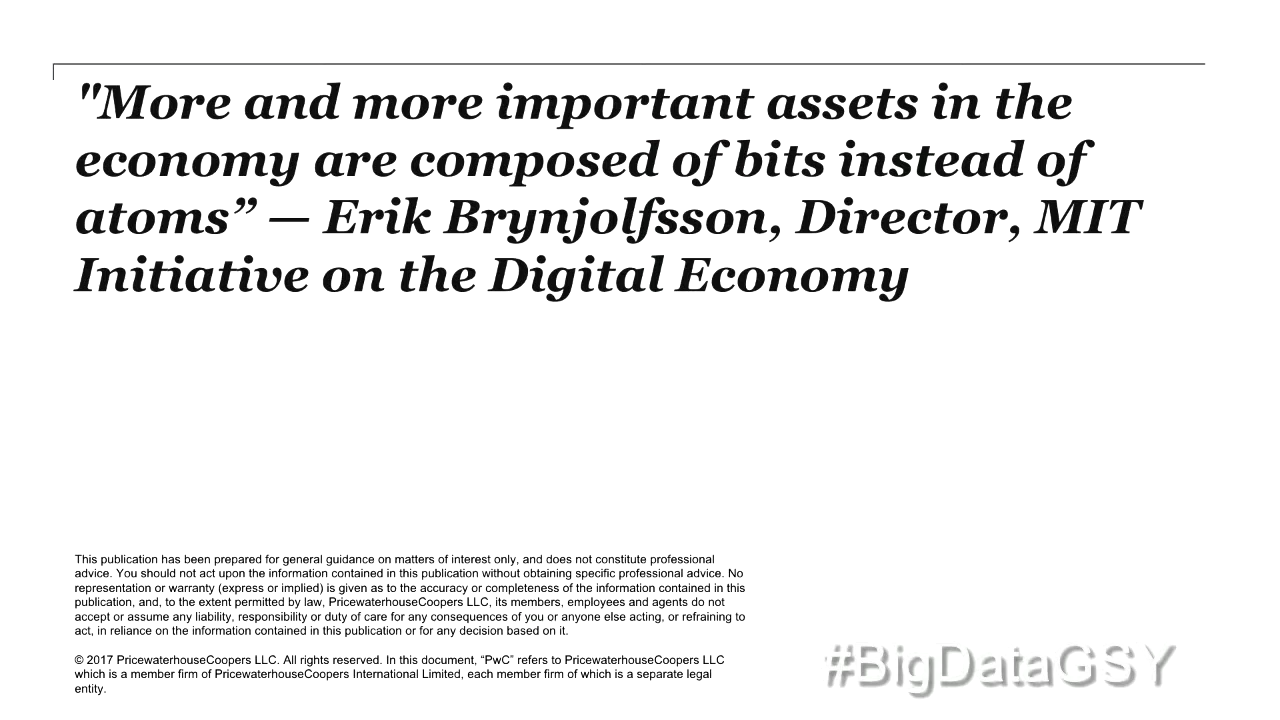 "More and more important assets in the
economy are composed of bits instead of
atoms” — Erik Brynjolfsson, Director, MIT
Initiative on the Digital Economy
This publication has been prepared for general guidance on matters of interest only, and does not constitute professional
advice. You should not act upon the information contained in this publication without obtaining specific professional advice. No
representation or warranty (express or implied) is given as to the accuracy or completeness of the information contained in this
publication, and, to the extent permitted by law, PricewaterhouseCoopers LLC, its members, employees and agents do not
accept or assume any liability, responsibility or duty of care for any consequences of you or anyone else acting, or refraining to
act, in reliance on the information contained in this publication or for any decision based on it.
© 2017 PricewaterhouseCoopers LLC. All rights reserved. In this document, “PwC” refers to PricewaterhouseCoopers LLC
which is a member firm of PricewaterhouseCoopers International Limited, each member firm of which is a separate legal
entity.
#BigDataGSY